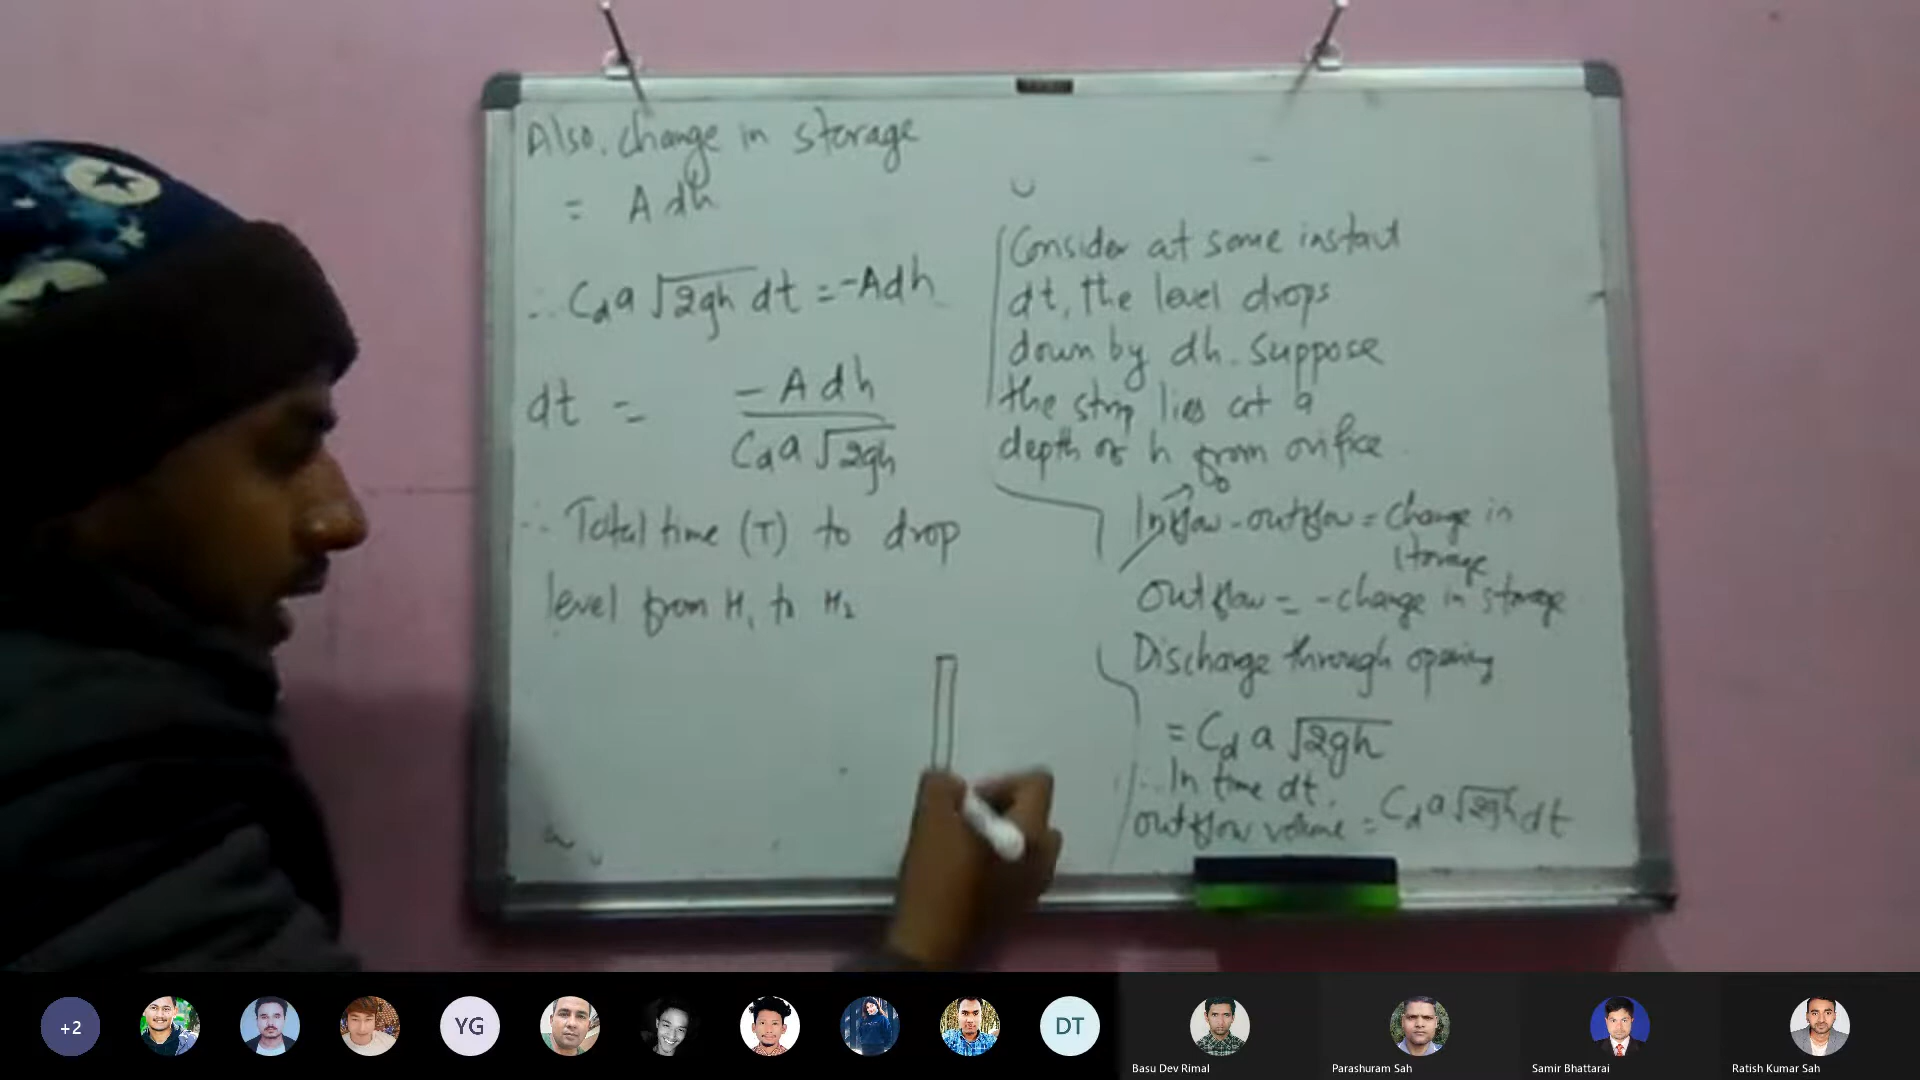 Also, change in storage
= A dh
∴ Cd a √2gh dt = -Adh
dt = -A dh / Cd a √2gh
∴ Total time (T) to drop
level from H1 to H2
Consider at some instant
dt, the level drops
down by dh. Suppose
the strip lies at a
depth of h from orifice.
0
Inflow - outflow = change in
storage
outflow = -change in storage
Discharge through opening
= Cd a √2gh
∴ In time dt,
outflow volume = Cd a √2gh dt
+2
YG
DT
Basu Dev Rimal
Parashuram Sah
Samir Bhattarai
Ratish Kumar Sah